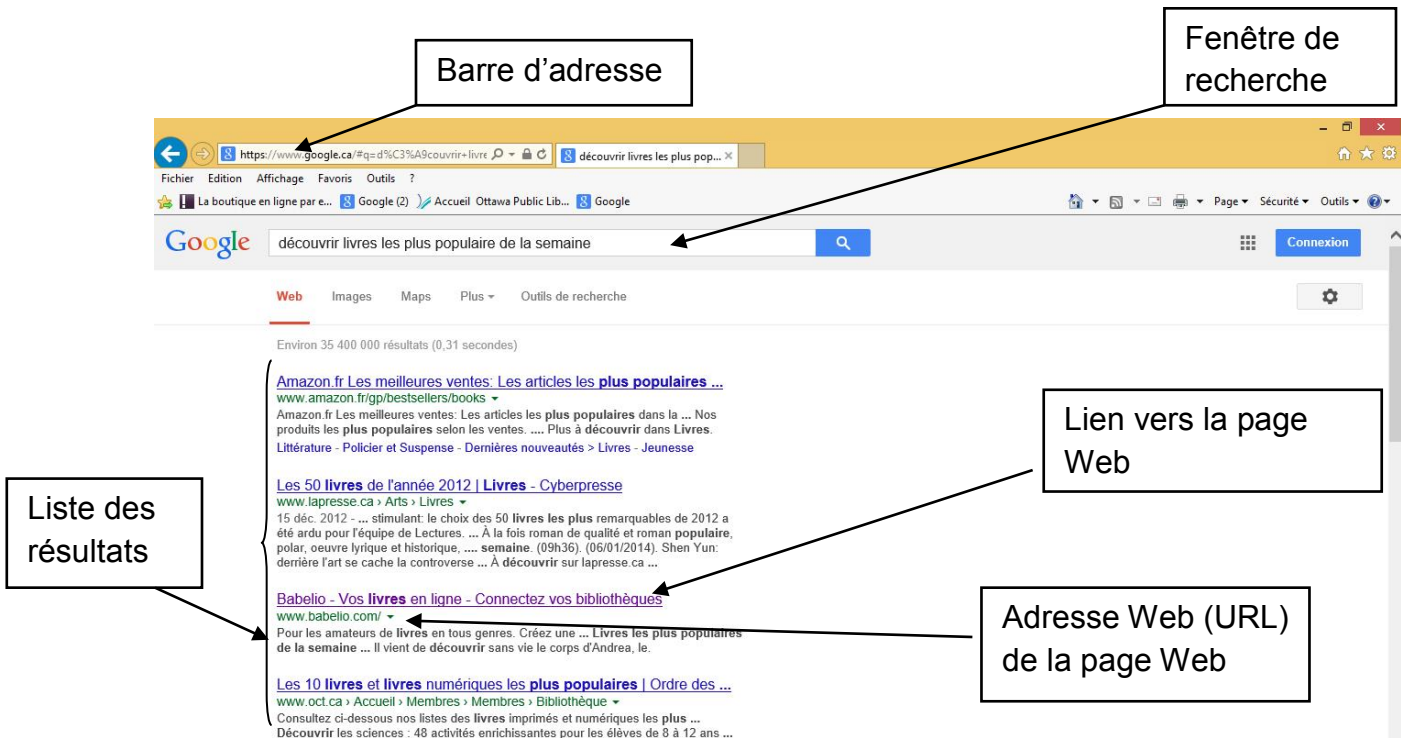 Barre d'adresse
Fenêtre de
recherche
https://www.google.ca/#q=d%C3%A9couvrir+livre
découvrir livres les plus pop...
Fichier Edition Affichage Favoris Outils ?
La boutique en ligne par e... Google (2) Accueil Ottawa Public Lib... Google
Page Sécurité Outils
Google
découvrir livres les plus populaire de la semaine
Connexion
Web Images Maps Plus Outils de recherche
Environ 35 400 000 résultats (0,31 secondes)
Amazon.fr Les meilleures ventes: Les articles les plus populaires ...
www.amazon.fr/gp/bestsellers/books
Amazon.fr Les meilleures ventes: Les articles les plus populaires dans la ... Nos
produits les plus populaires selon les ventes. .... Plus à découvrir dans Livres.
Littérature - Policier et Suspense - Dernières nouveautés > Livres - Jeunesse
Lien vers la page
Web
Liste des
résultats
Les 50 livres de l'année 2012 | Livres - Cyberpresse
www.lapresse.ca › Arts › Livres
15 déc. 2012 - ... stimulant: le choix des 50 livres les plus remarquables de 2012 a
été ardu pour l'équipe de Lectures. ... À la fois roman de qualité et roman populaire,
polar, oeuvre lyrique et historique, .... semaine. (09h36). (06/01/2014). Shen Yun:
derrière l'art se cache la controverse ... À découvrir sur lapresse.ca ...
Babelio - Vos livres en ligne - Connectez vos bibliothèques
www.babelio.com/
Pour les amateurs de livres en tous genres. Créez une ... Livres les plus populaires
de la semaine ... Il vient de découvrir sans vie le corps d'Andrea, le.
Adresse Web (URL)
de la page Web
Les 10 livres et livres numériques les plus populaires | Ordre des ...
www.oct.ca › Accueil › Membres › Membres › Bibliothèque
Consultez ci-dessous nos listes des livres imprimés et numériques les plus ...
Découvrir les sciences : 48 activités enrichissantes pour les élèves de 8 à 12 ans ...